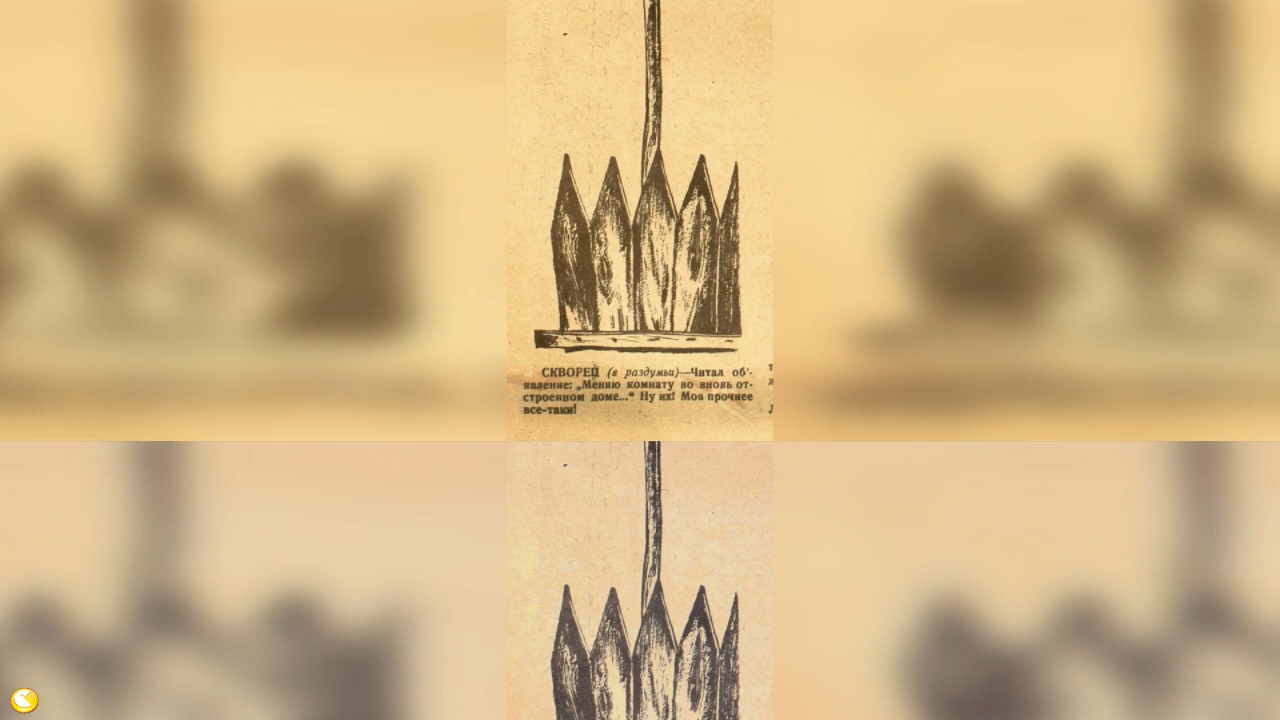 СКВОРЕЦ (в раздумьи)—Читал об'-
явление: „Меняю комнату во вновь от-
строенном доме...“ Ну их! Моя прочнее
все-таки!